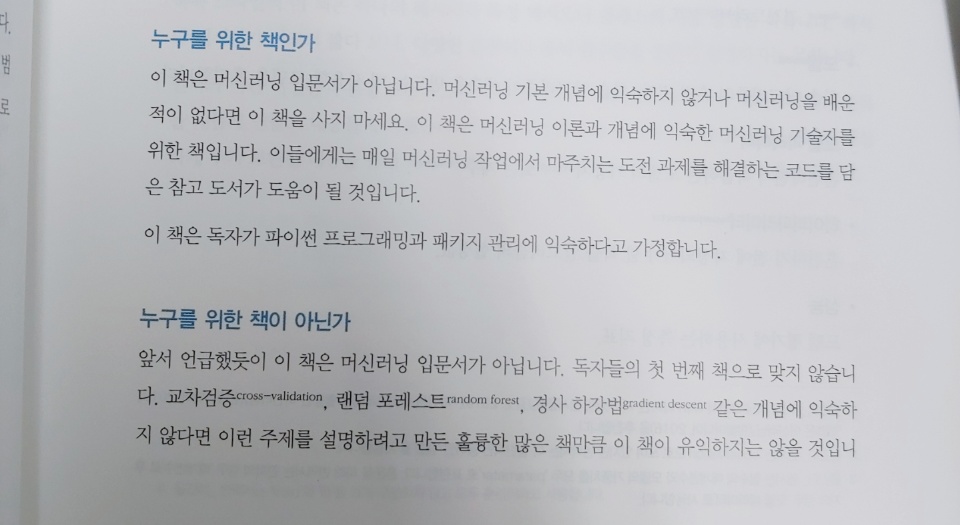 다.
범
로
누구를 위한 책인가
이 책은 머신러닝 입문서가 아닙니다. 머신러닝 기본 개념에 익숙하지 않거나 머신러닝을 배운
적이 없다면 이 책을 사지 마세요. 이 책은 머신러닝 이론과 개념에 익숙한 머신러닝 기술자를
위한 책입니다. 이들에게는 매일 머신러닝 작업에서 마주치는 도전 과제를 해결하는 코드를 담
은 참고 도서가 도움이 될 것입니다.
이 책은 독자가 파이썬 프로그래밍과 패키지 관리에 익숙하다고 가정합니다.
누구를 위한 책이 아닌가
앞서 언급했듯이 이 책은 머신러닝 입문서가 아닙니다. 독자들의 첫 번째 책으로 맞지 않습니
다. 교차검증cross-validation, 랜덤 포레스트random forest, 경사 하강법gradient descent 같은 개념에 익숙하
지 않다면 이런 주제를 설명하려고 만든 훌륭한 많은 책만큼 이 책이 유익하지는 않을 것입니